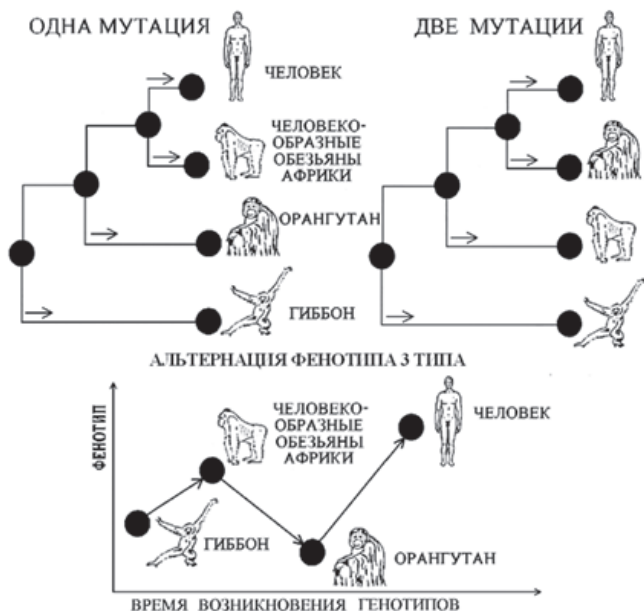 ОДНА МУТАЦИЯ
ДВЕ МУТАЦИИ
ЧЕЛОВЕК
ЧЕЛОВЕКО-
ОБРАЗНЫЕ
ОБЕЗЬЯНЫ
АФРИКИ
ОРАНГУТАН
ГИББОН
АЛЬТЕРНАЦИЯ ФЕНОТИПА 3 ТИПА
ФЕНОТИП
ЧЕЛОВЕКО-
ОБРАЗНЫЕ
ОБЕЗЬЯНЫ
АФРИКИ
ЧЕЛОВЕК
ГИББОН
ОРАНГУТАН
ВРЕМЯ ВОЗНИКНОВЕНИЯ ГЕНОТИПОВ